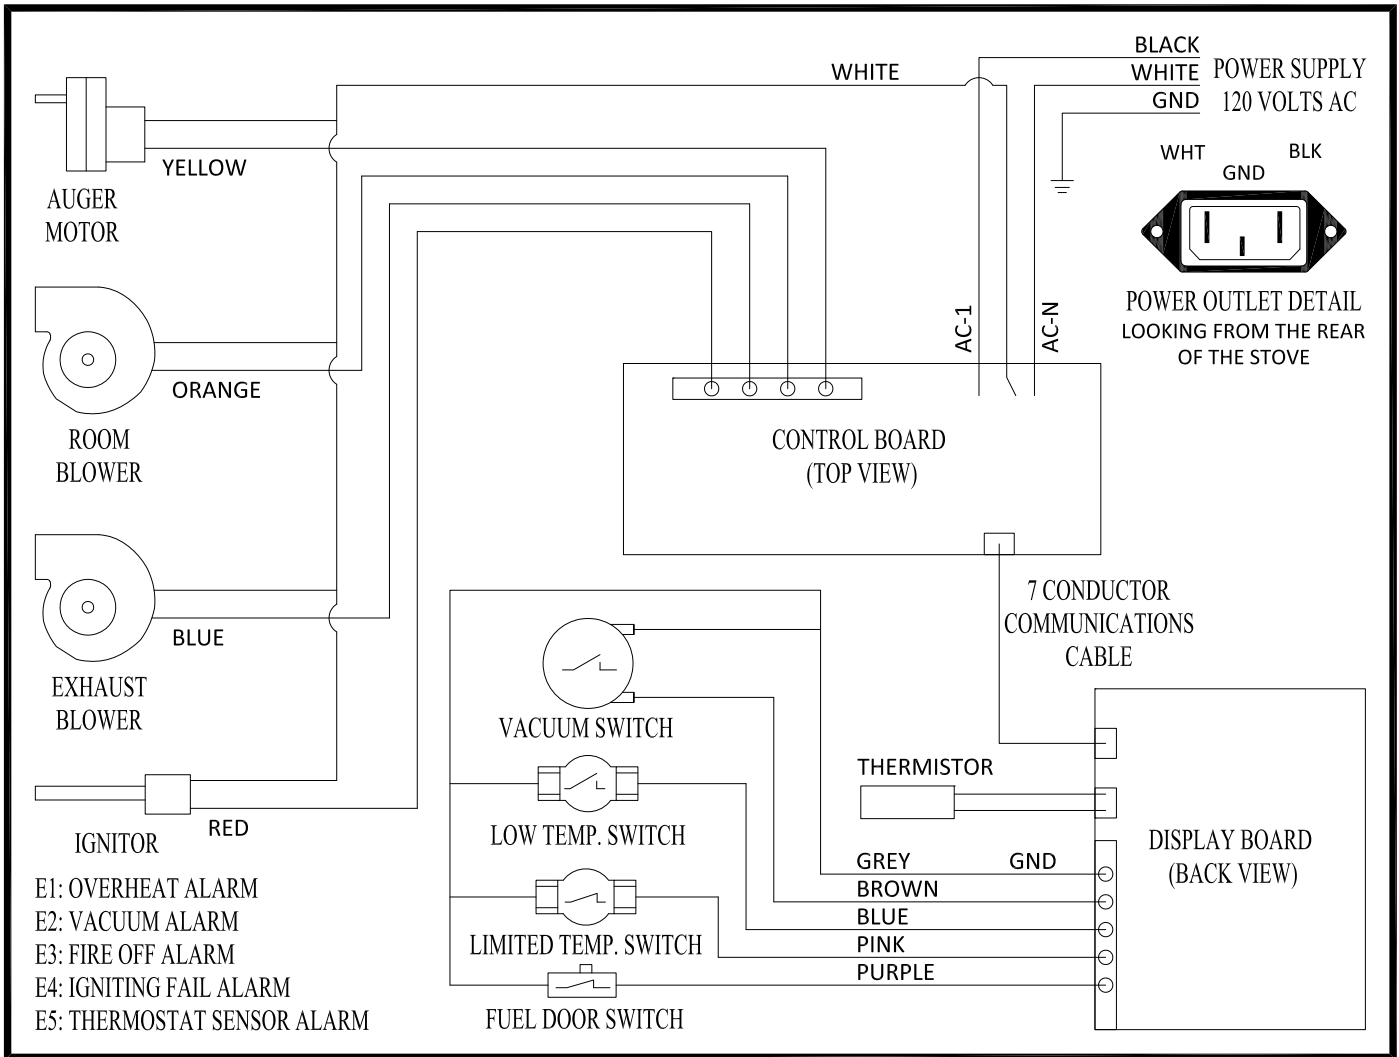 BLACK
WHITE
WHITE
GND
POWER SUPPLY
120 VOLTS AC
WHT
BLK
GND
POWER OUTLET DETAIL
LOOKING FROM THE REAR
OF THE STOVE
YELLOW
AUGER
MOTOR
ORANGE
ROOM
BLOWER
BLUE
EXHAUST
BLOWER
RED
IGNITOR
AC-1
AC-N
CONTROL BOARD
(TOP VIEW)
7 CONDUCTOR
COMMUNICATIONS
CABLE
VACUUM SWITCH
LOW TEMP. SWITCH
LIMITED TEMP. SWITCH
FUEL DOOR SWITCH
THERMISTOR
GREY
GND
BROWN
BLUE
PINK
PURPLE
DISPLAY BOARD
(BACK VIEW)
E1: OVERHEAT ALARM
E2: VACUUM ALARM
E3: FIRE OFF ALARM
E4: IGNITING FAIL ALARM
E5: THERMOSTAT SENSOR ALARM